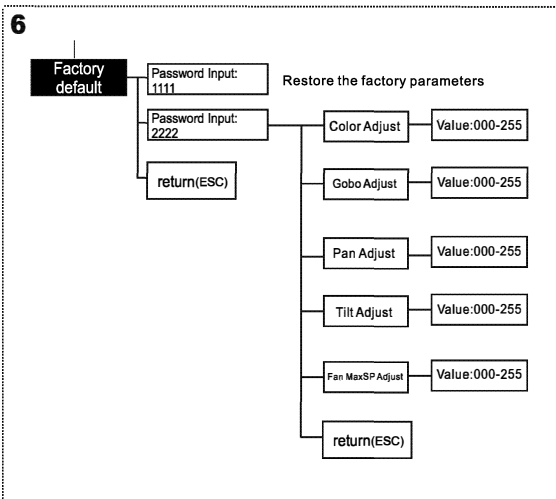 6
Factory
default
Password Input:
1111
Restore the factory parameters
Password Input:
2222
return(ESC)
Color Adjust
Value:000-255
Gobo Adjust
Value:000-255
Pan Adjust
Value:000-255
Tilt Adjust
Value:000-255
Fan MaxSP Adjust
Value:000-255
return(ESC)